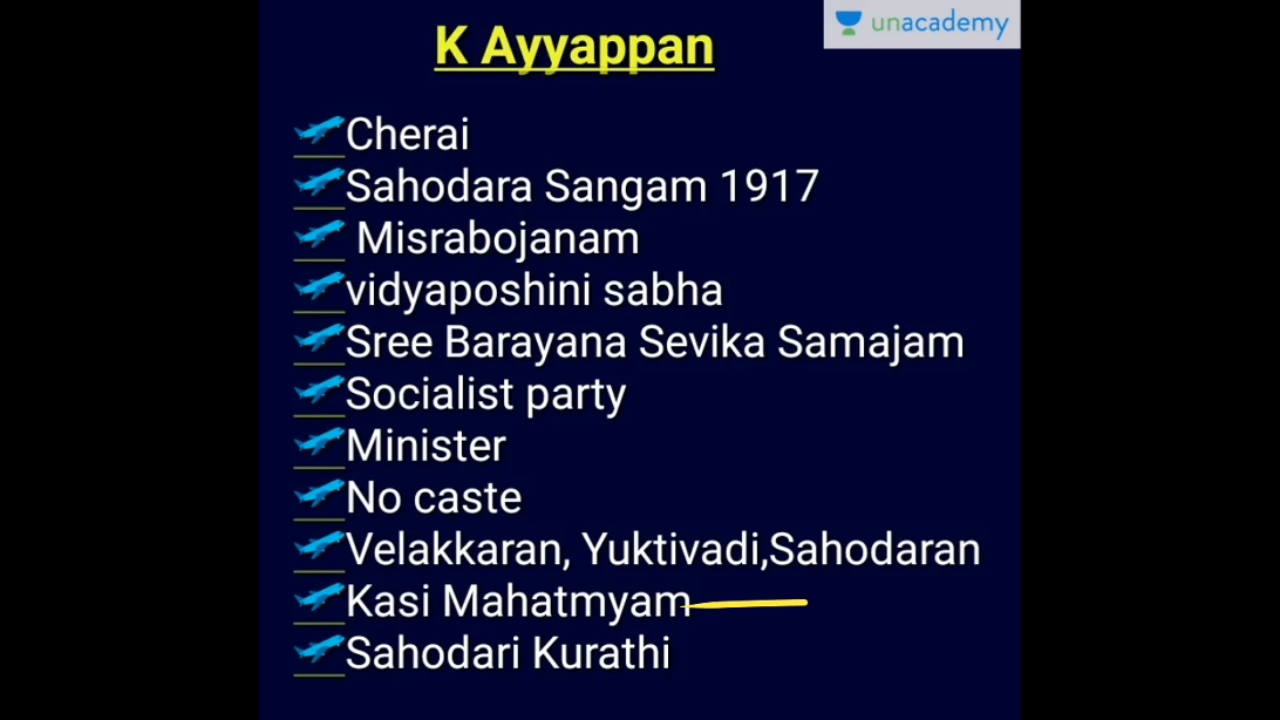 K Ayyappan
unacademy
Cherai
Sahodara Sangam 1917
Misrabojanam
vidyaposhini sabha
Sree Barayana Sevika Samajam
Socialist party
Minister
No caste
Velakkaran, Yuktivadi,Sahodaran
Kasi Mahatmyam
Sahodari Kurathi